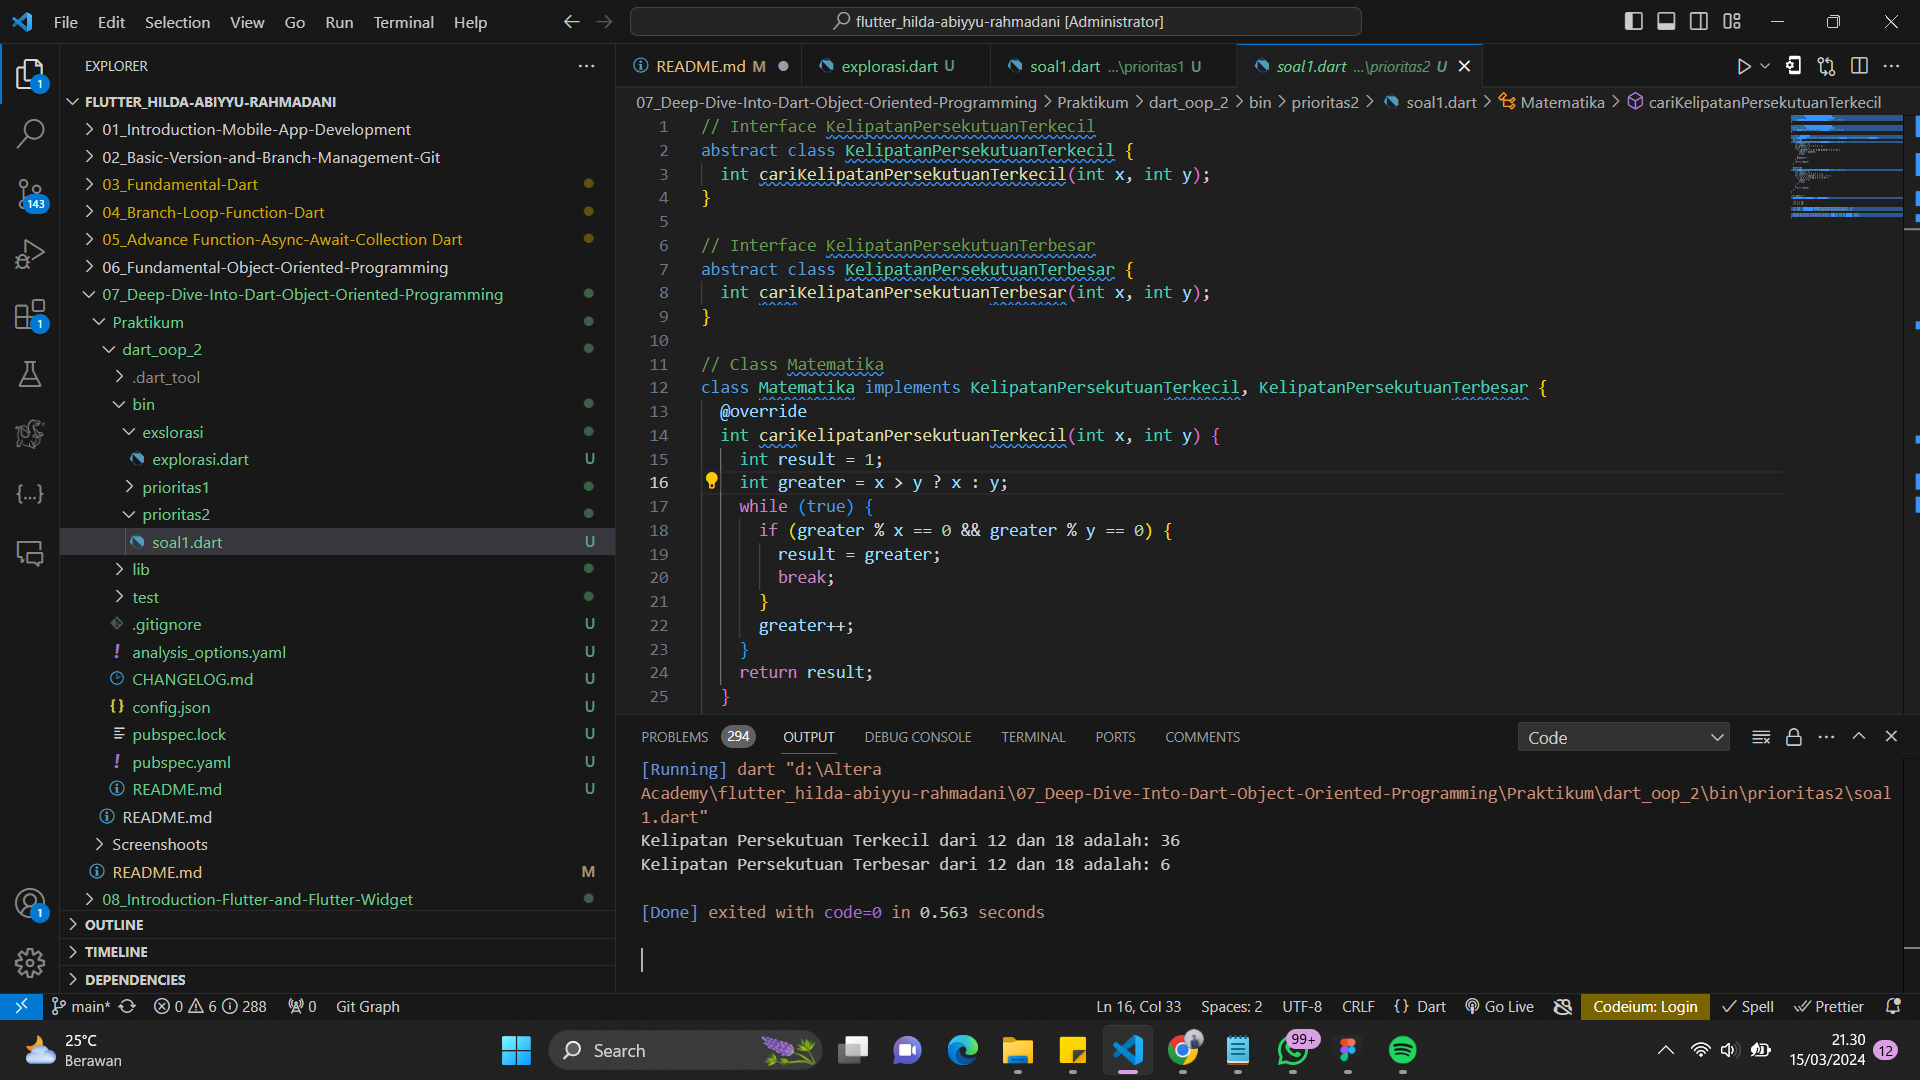 File Edit Selection View Go Run Terminal Help
flutter_hilda-abiyyu-rahmadani [Administrator]
EXPLORER
FLUTTER_HILDA-ABIYYU-RAHMADANI
01_Introduction-Mobile-App-Development
02_Basic-Version-and-Branch-Management-Git
03_Fundamental-Dart
04_Branch-Loop-Function-Dart
05_Advance Function-Async-Await-Collection Dart
06_Fundamental-Object-Oriented-Programming
07_Deep-Dive-Into-Dart-Object-Oriented-Programming
Praktikum
dart_oop_2
.dart_tool
bin
exslorasi
explorasi.dart U
prioritas1
prioritas2
soal1.dart U
lib
test
.gitignore U
analysis_options.yaml U
CHANGELOG.md U
config.json U
pubspec.lock U
pubspec.yaml U
README.md U
README.md
Screenshoots
README.md M
08_Introduction-Flutter-and-Flutter-Widget
OUTLINE
TIMELINE
DEPENDENCIES
1
143
1
1
README.md M
explorasi.dart U
soal1.dart ...\prioritas1 U
soal1.dart ...\prioritas2 U
07_Deep-Dive-Into-Dart-Object-Oriented-Programming > Praktikum > dart_oop_2 > bin > prioritas2 > soal1.dart > Matematika > cariKelipatanPersekutuanTerkecil
1 // Interface KelipatanPersekutuanTerkecil
2 abstract class KelipatanPersekutuanTerkecil {
3 int cariKelipatanPersekutuanTerkecil(int x, int y);
4 }
5
6 // Interface KelipatanPersekutuanTerbesar
7 abstract class KelipatanPersekutuanTerbesar {
8 int cariKelipatanPersekutuanTerbesar(int x, int y);
9 }
10
11 // Class Matematika
12 class Matematika implements KelipatanPersekutuanTerkecil, KelipatanPersekutuanTerbesar {
13 @override
14 int cariKelipatanPersekutuanTerkecil(int x, int y) {
15 int result = 1;
16 int greater = x > y ? x : y;
17 while (true) {
18 if (greater % x == 0 && greater % y == 0) {
19 result = greater;
20 break;
21 }
22 greater++;
23 }
24 return result;
25 }
PROBLEMS 294 OUTPUT DEBUG CONSOLE TERMINAL PORTS COMMENTS
Code
[Running] dart "d:\Altera
Academy\flutter_hilda-abiyyu-rahmadani\07_Deep-Dive-Into-Dart-Object-Oriented-Programming\Praktikum\dart_oop_2\bin\prioritas2\soal
1.dart"
Kelipatan Persekutuan Terkecil dari 12 dan 18 adalah: 36
Kelipatan Persekutuan Terbesar dari 12 dan 18 adalah: 6
[Done] exited with code=0 in 0.563 seconds
main* 0 6 288 0 Git Graph
Ln 16, Col 33 Spaces: 2 UTF-8 CRLF {} Dart Go Live Codeium: Login Spell Prettier
25°C
Berawan
Search
99+
21.30
15/03/2024
12